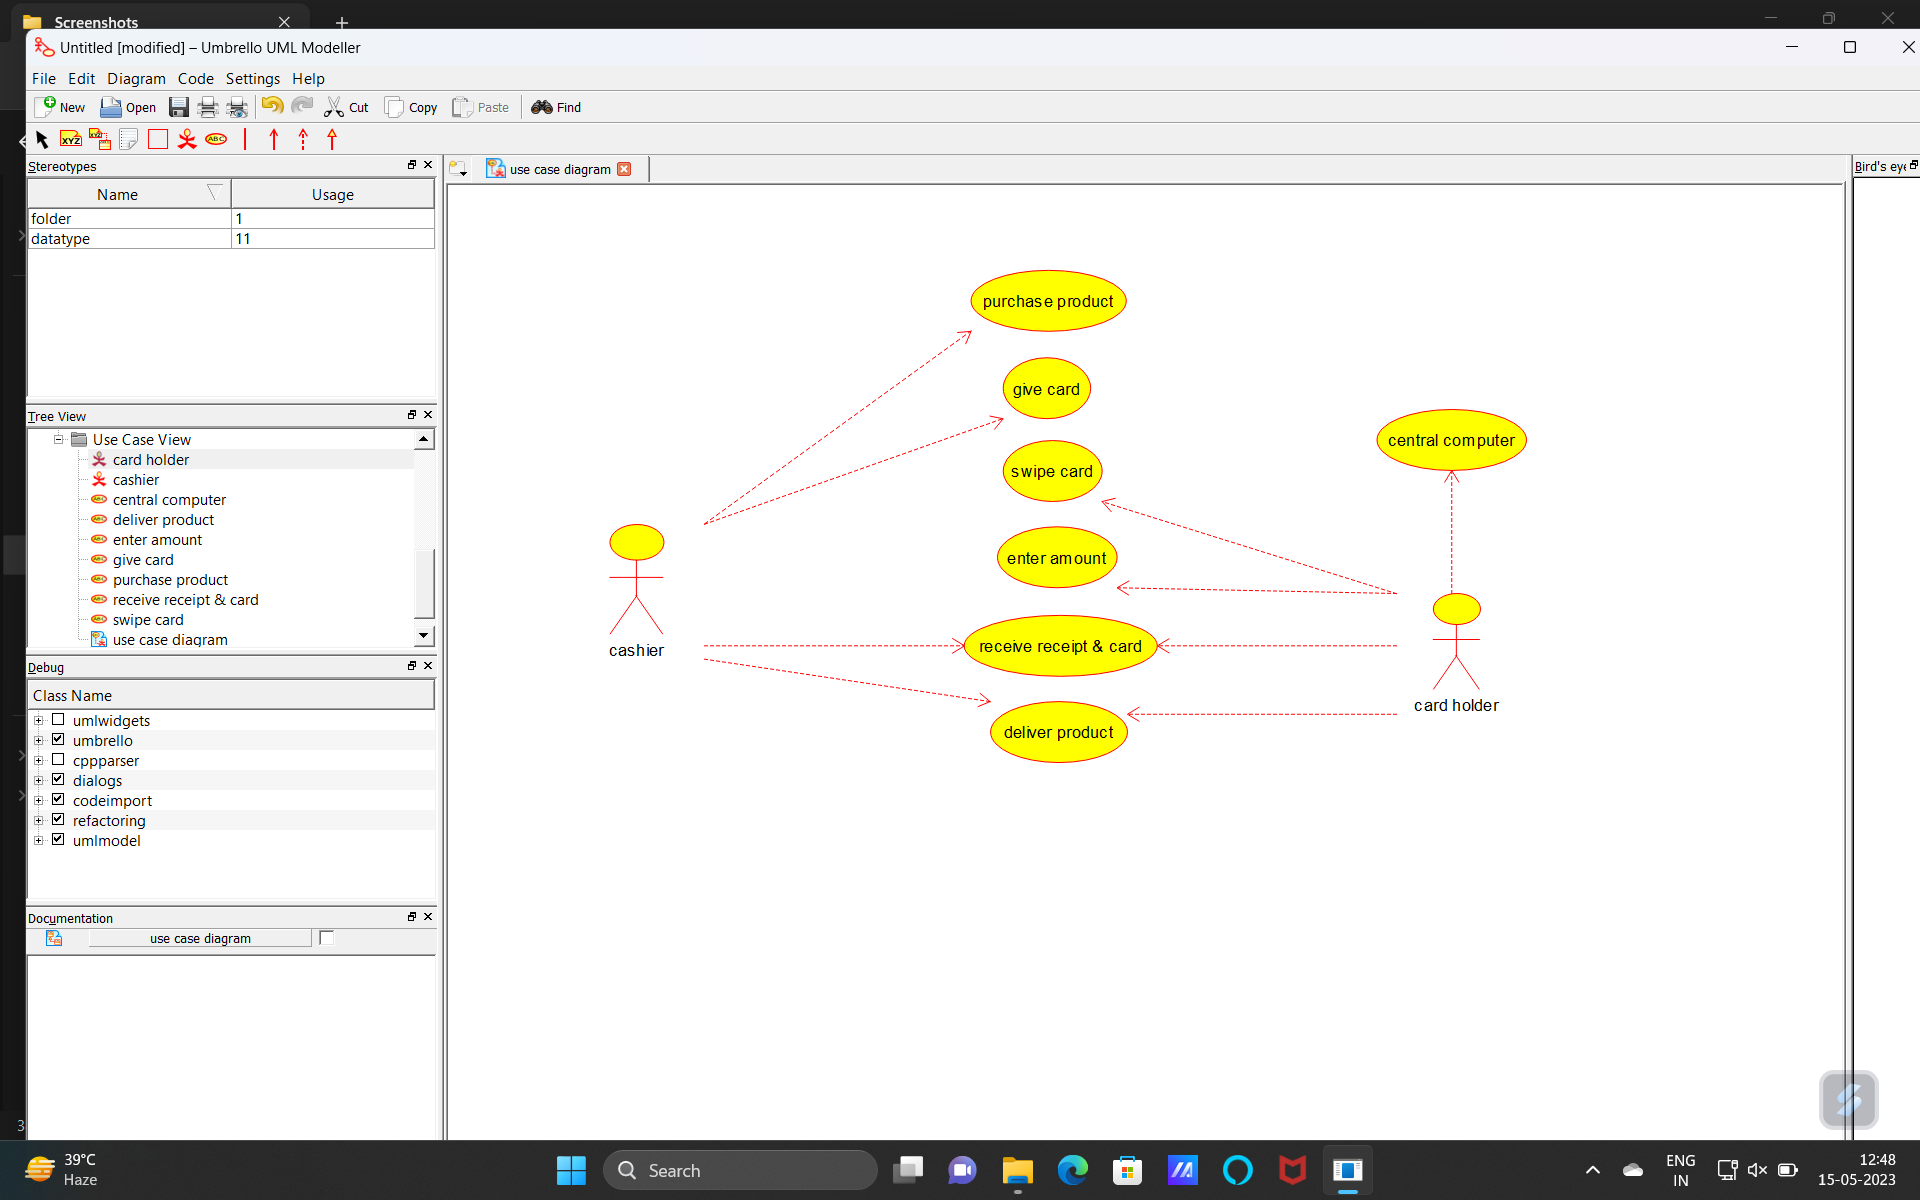 Screenshots
Untitled [modified] – Umbrello UML Modeller
File Edit Diagram Code Settings Help
New Open Cut Copy Paste Find
XYZ XYZ ABC
Stereotypes
use case diagram
Bird's eye
Name Usage
folder 1
datatype 11
Tree View
Use Case View
card holder
cashier
central computer
deliver product
enter amount
give card
purchase product
receive receipt & card
swipe card
use case diagram
Debug
Class Name
umlwidgets
umbrello
cppparser
dialogs
codeimport
refactoring
umlmodel
Documentation
use case diagram
purchase product
give card
swipe card
central computer
enter amount
receive receipt & card
cashier
deliver product
card holder
3
39°C
Haze
Search
ENG
IN
12:48
15-05-2023